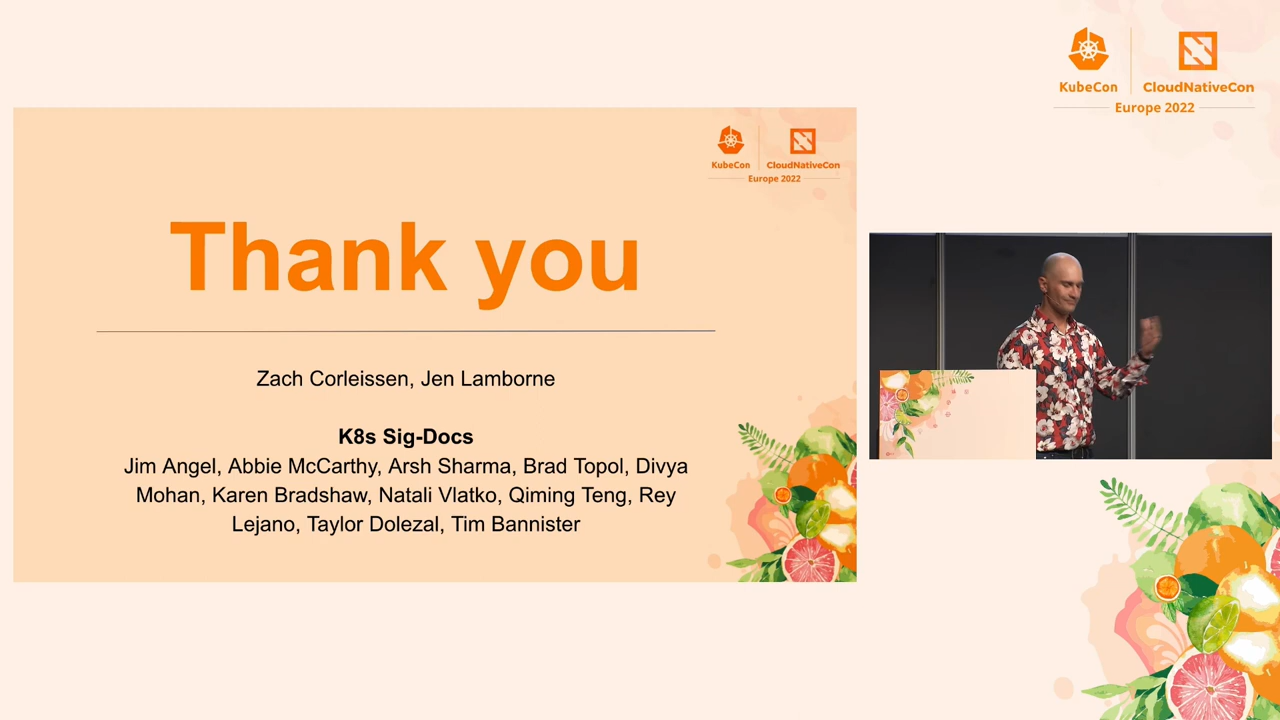 KubeCon
CloudNativeCon
Europe 2022
KubeCon
CloudNativeCon
Europe 2022
Thank you
Zach Corleissen, Jen Lamborne
K8s Sig-Docs
Jim Angel, Abbie McCarthy, Arsh Sharma, Brad Topol, Divya
Mohan, Karen Bradshaw, Natali Vlatko, Qiming Teng, Rey
Lejano, Taylor Dolezal, Tim Bannister